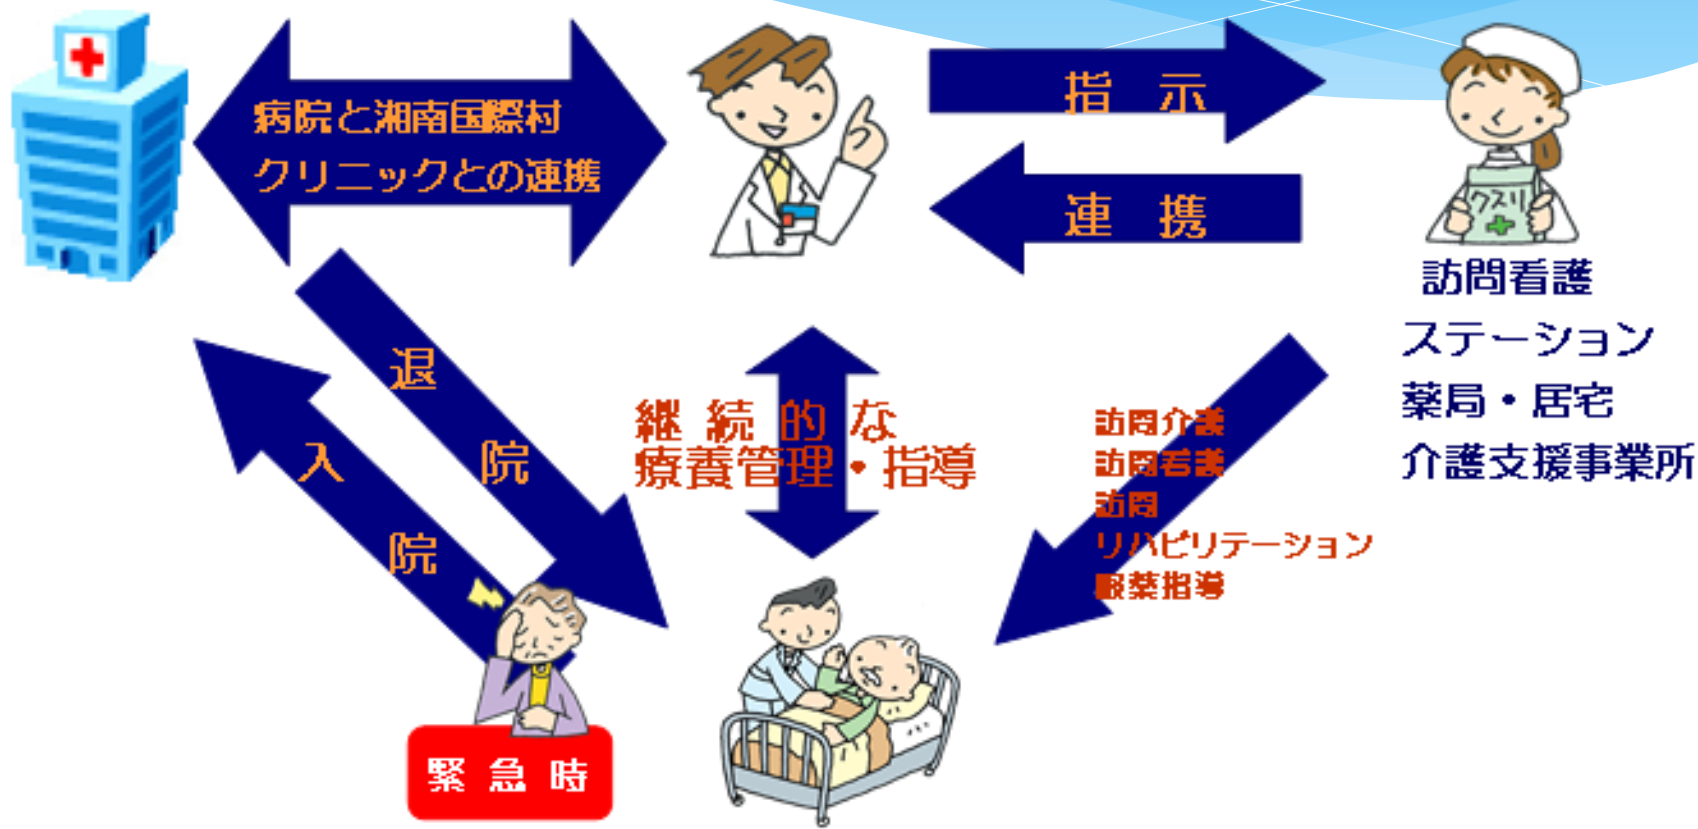 病院と湘南国際村
クリニックとの連携
指 示
連 携
クスリ
訪問看護
ステーション
薬局・居宅
介護支援事業所
退
院
入
院
継 続 的 な
療養管理・指導
訪問介護
訪問看護
訪問
リハビリテーション
服薬指導
緊 急 時